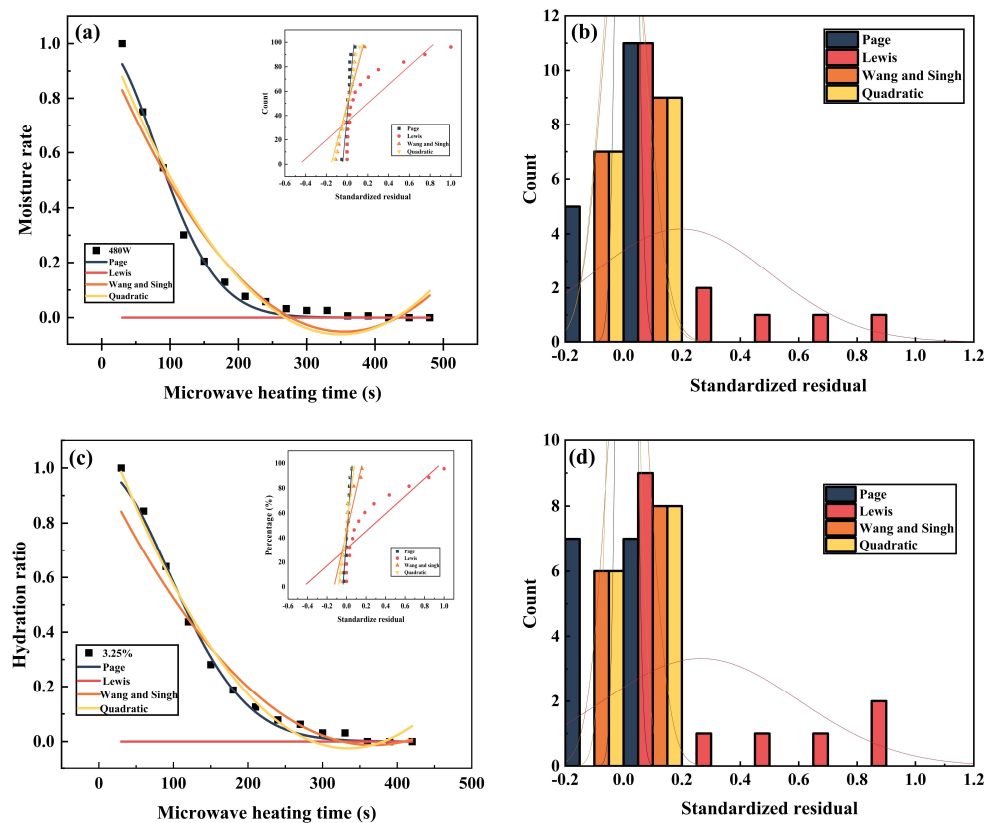 (a)
Moisture rate
1.0
0.8
0.6
0.4
0.2
0.0
0 100 200 300 400 500
Microwave heating time (s)
480W
Page
Lewis
Wang and Singh
Quadratic
Count
100
80
60
40
20
0
-0.6 -0.4 -0.2 0.0 0.2 0.4 0.6 0.8 1.0
Standardized residual
Page
Lewis
Wang and Singh
Quadratic
(b)
Count
12
10
8
6
4
2
0
-0.2 0.0 0.2 0.4 0.6 0.8 1.0 1.2
Standardized residual
Page
Lewis
Wang and Singh
Quadratic
(c)
Hydration ratio
1.0
0.8
0.6
0.4
0.2
0.0
0 100 200 300 400 500
Microwave heating time (s)
3.25%
Page
Lewis
Wang and Singh
Quadratic
Percentage (%)
100
80
60
40
20
0
-0.6 -0.4 -0.2 0.0 0.2 0.4 0.6 0.8 1.0
Standardize residual
Page
Lewis
Wang and singh
Quadratic
(d)
Count
10
8
6
4
2
0
-0.2 0.0 0.2 0.4 0.6 0.8 1.0 1.2
Standardized residual
Page
Lewis
Wang and Singh
Quadratic